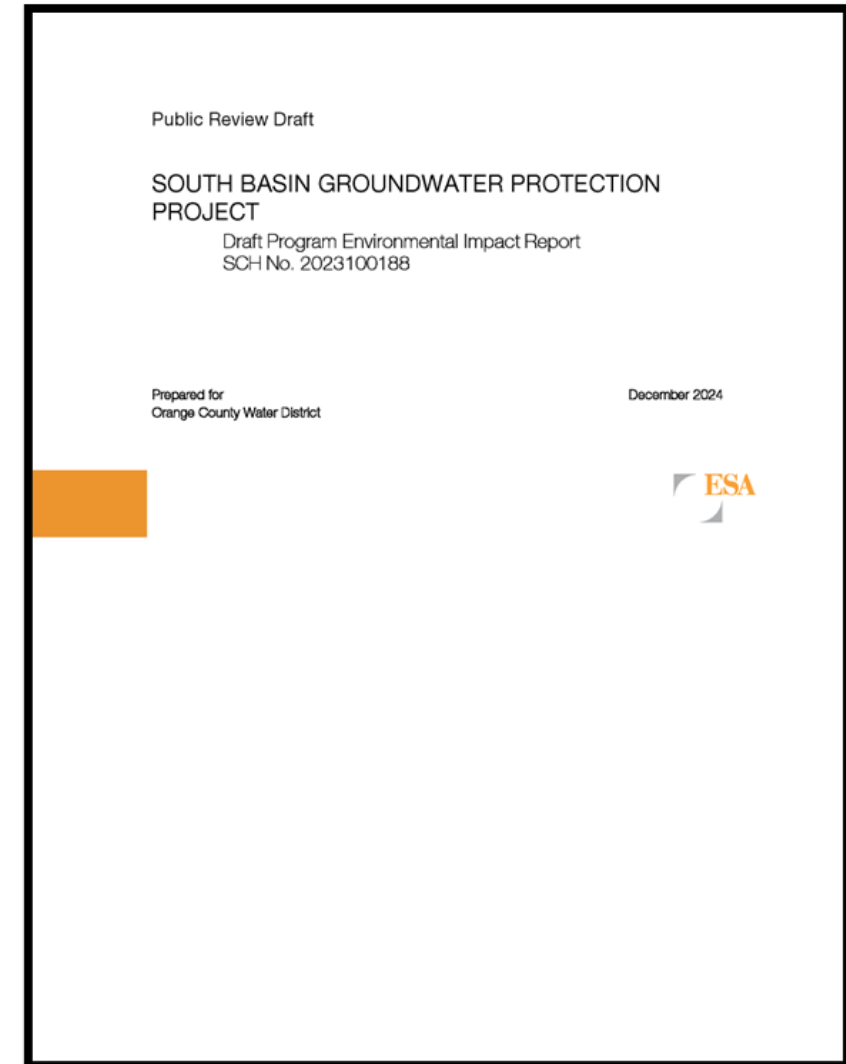 Public Review Draft
SOUTH BASIN GROUNDWATER PROTECTION
PROJECT
Draft Program Environmental Impact Report
SCH No. 2023100188
Prepared for
Orange County Water District
December 2024
ESA